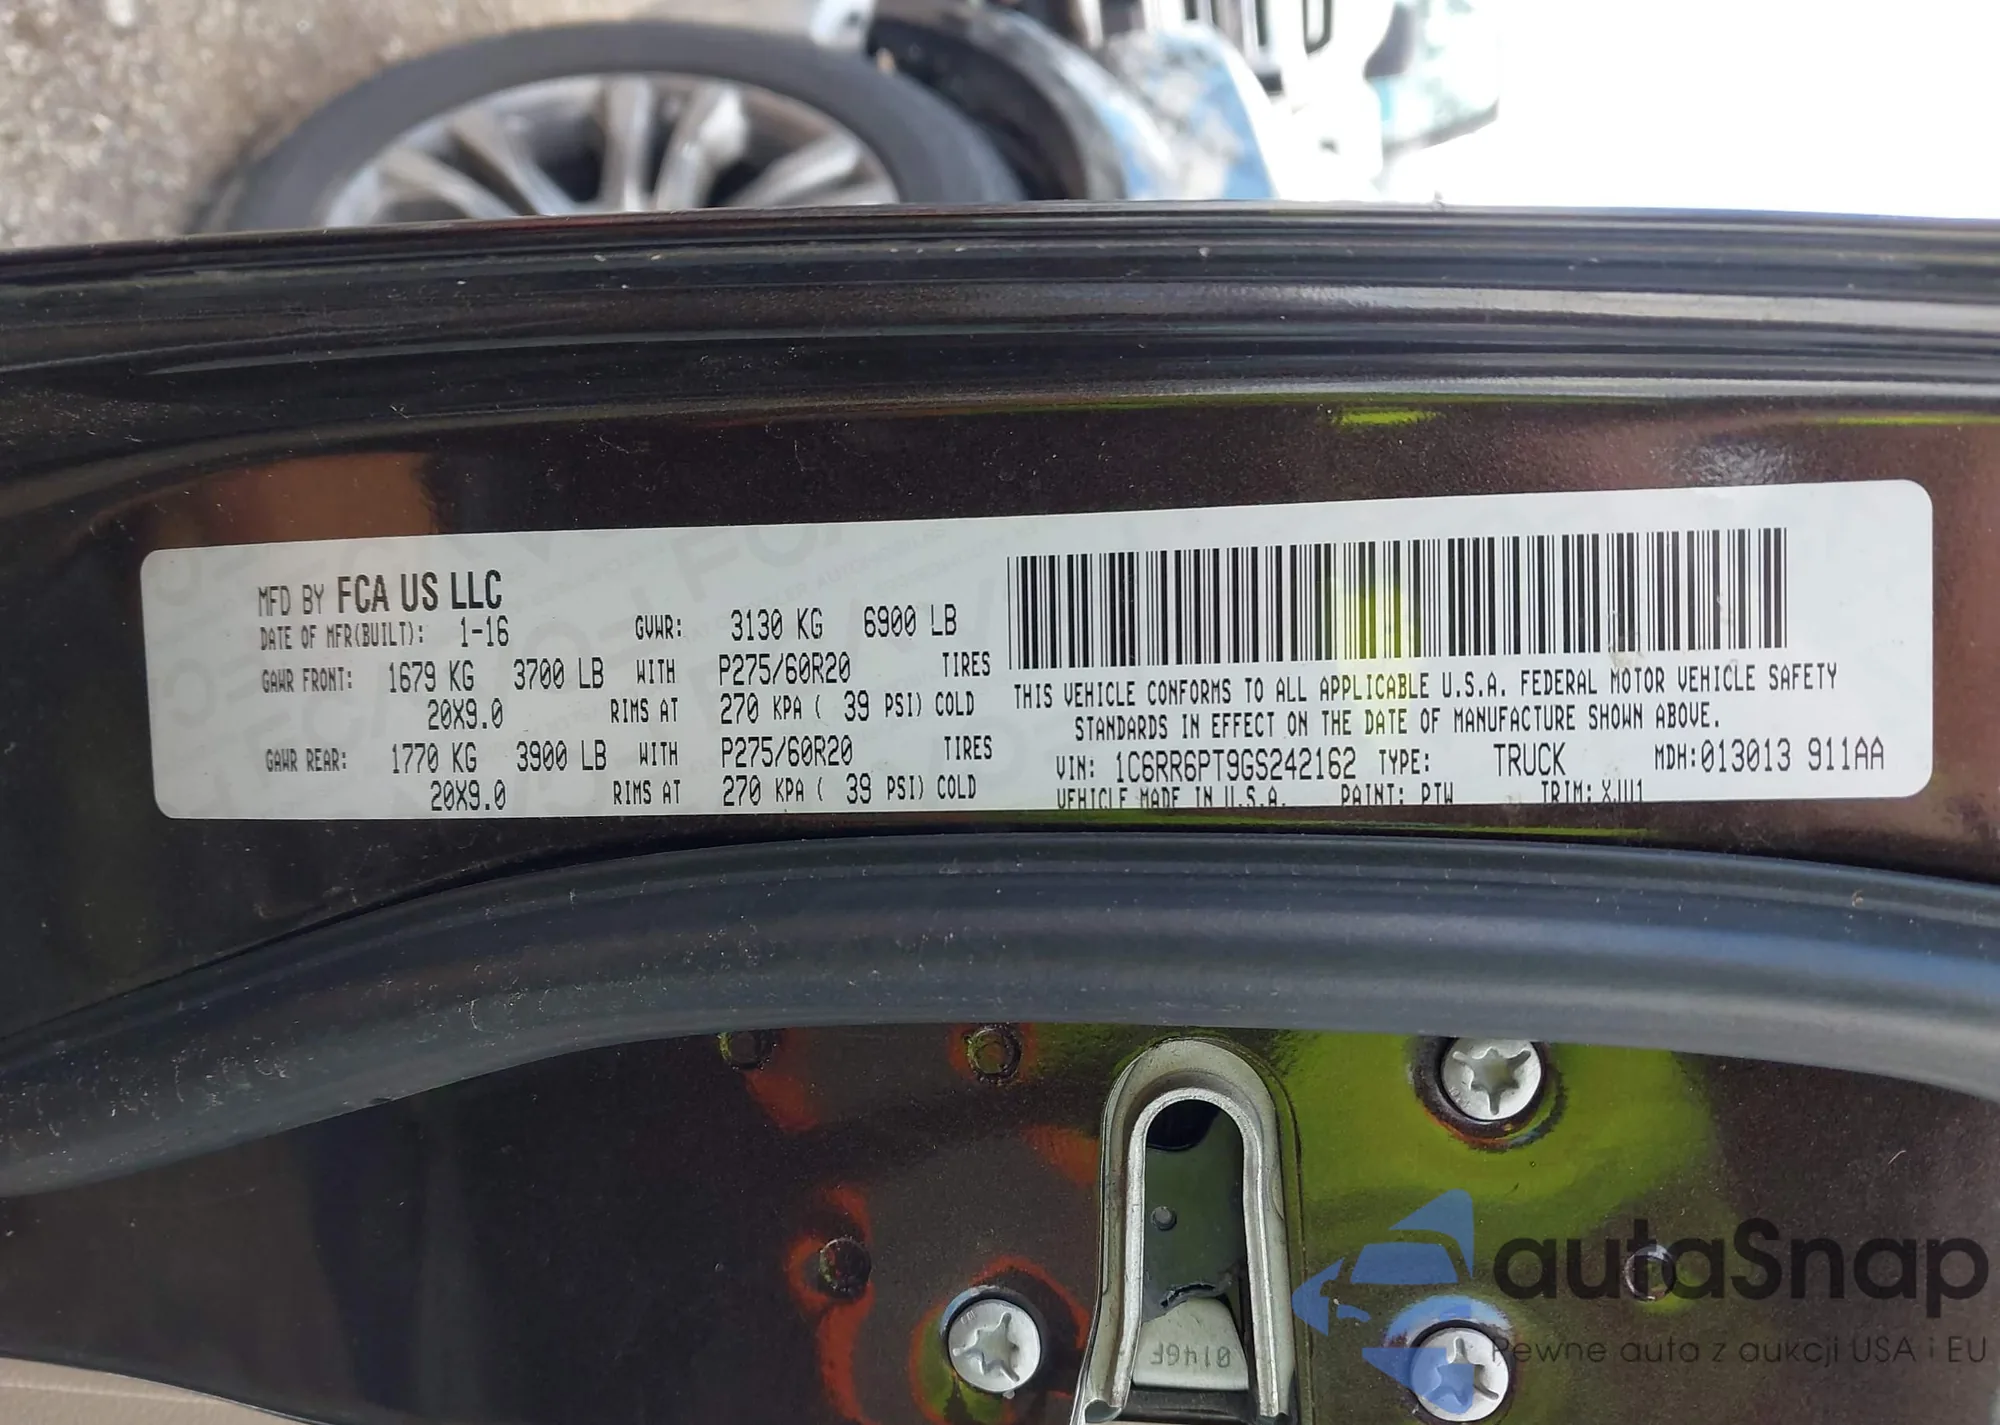 MFD BY FCA US LLC
DATE OF MFR(BUILT): 1-16 GVWR: 3130 KG 6900 LB
GAWR FRONT: 1679 KG 3700 LB WITH P275/60R20 TIRES
20X9.0 RIMS AT 270 KPA ( 39 PSI) COLD
GAWR REAR: 1770 KG 3900 LB WITH P275/60R20 TIRES
20X9.0 RIMS AT 270 KPA ( 39 PSI) COLD
THIS VEHICLE CONFORMS TO ALL APPLICABLE U.S.A. FEDERAL MOTOR VEHICLE SAFETY
STANDARDS IN EFFECT ON THE DATE OF MANUFACTURE SHOWN ABOVE.
VIN: 1C6RR6PT9GS242162 TYPE: TRUCK MDH:013013 911AA
VEHICLE MADE IN U.S.A. PAINT: PTW TRIM:
0146F
autaSnap
Pewne auta z aukcji USA i EU